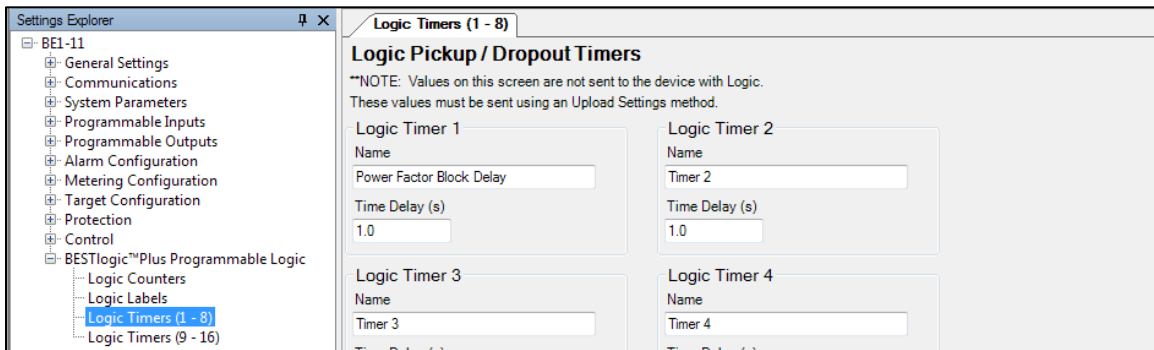 Settings Explorer
BE1-11
General Settings
Communications
System Parameters
Programmable Inputs
Programmable Outputs
Alarm Configuration
Metering Configuration
Target Configuration
Protection
Control
BESTlogic™Plus Programmable Logic
Logic Counters
Logic Labels
Logic Timers (1 - 8)
Logic Timers (9 - 16)
Logic Timers (1 - 8)
Logic Pickup / Dropout Timers
**NOTE: Values on this screen are not sent to the device with Logic.
These values must be sent using an Upload Settings method.
Logic Timer 1
Name
Power Factor Block Delay
Time Delay (s)
1.0
Logic Timer 2
Name
Timer 2
Time Delay (s)
1.0
Logic Timer 3
Name
Timer 3
Logic Timer 4
Name
Timer 4